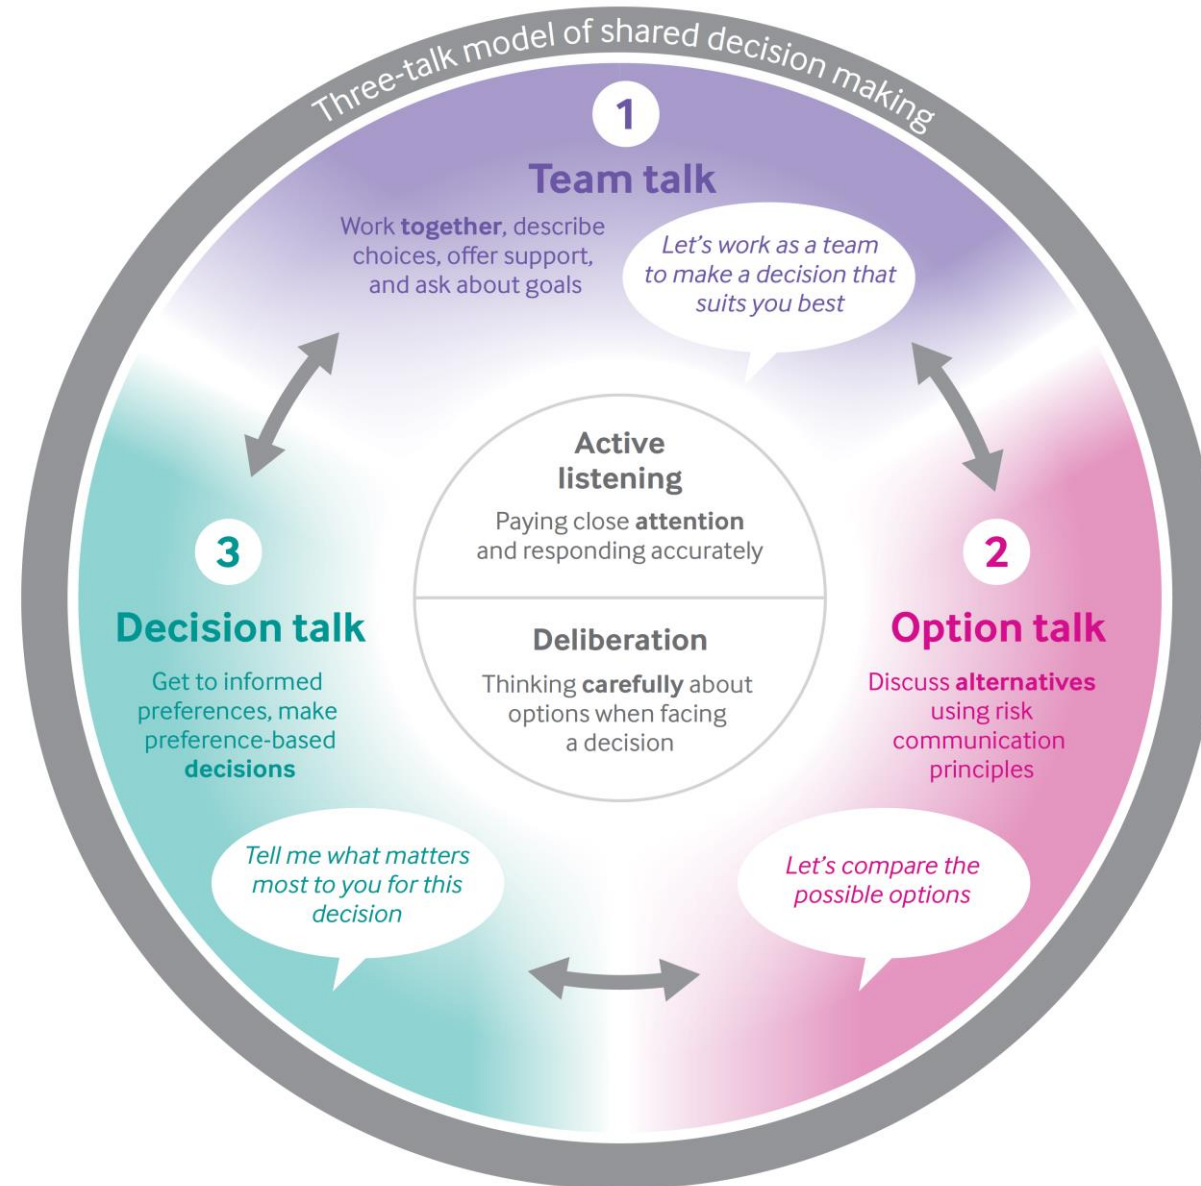 Three-talk model of shared decision making
1
Team talk
Work together, describe
choices, offer support,
and ask about goals
Let's work as a team
to make a decision that
suits you best
Active
listening
Paying close attention
and responding accurately
Deliberation
Thinking carefully about
options when facing
a decision
2
Option talk
Discuss alternatives
using risk
communication
principles
Let's compare the
possible options
3
Decision talk
Get to informed
preferences, make
preference-based
decisions
Tell me what matters
most to you for this
decision